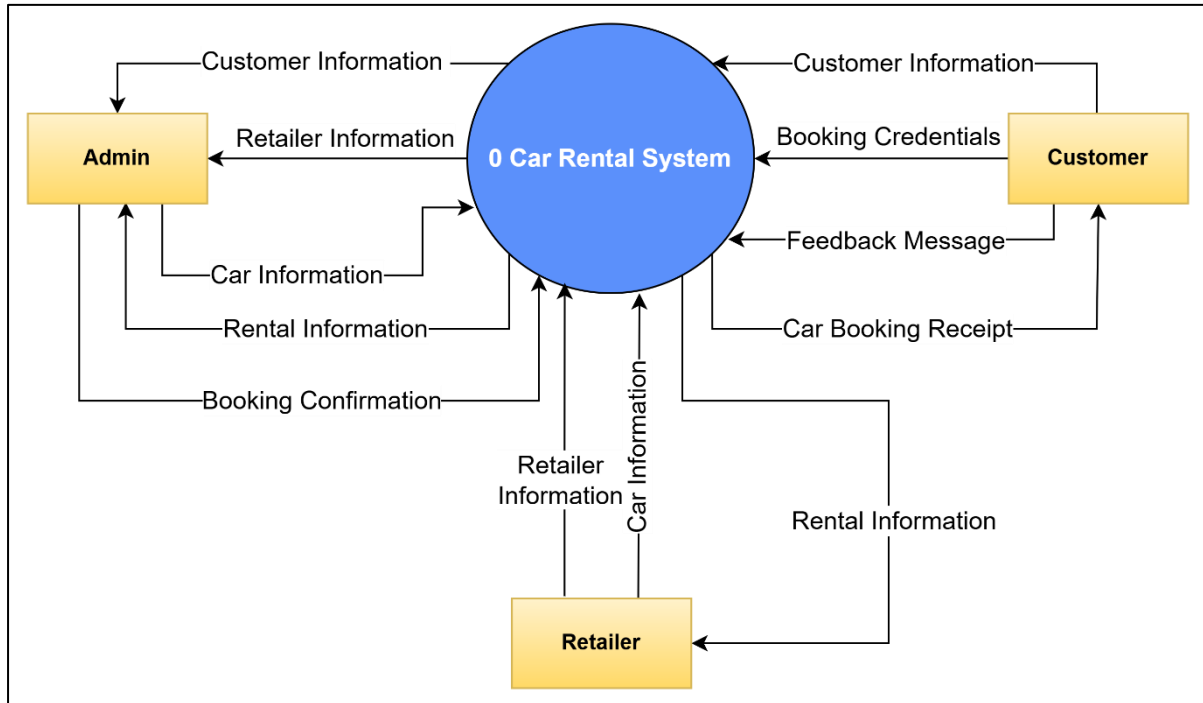 Customer Information
Customer Information
Retailer Information
Booking Credentials
Admin
0 Car Rental System
Customer
Feedback Message
Car Information
Rental Information
Car Booking Receipt
Booking Confirmation
Retailer
Information
Car Information
Rental Information
Retailer